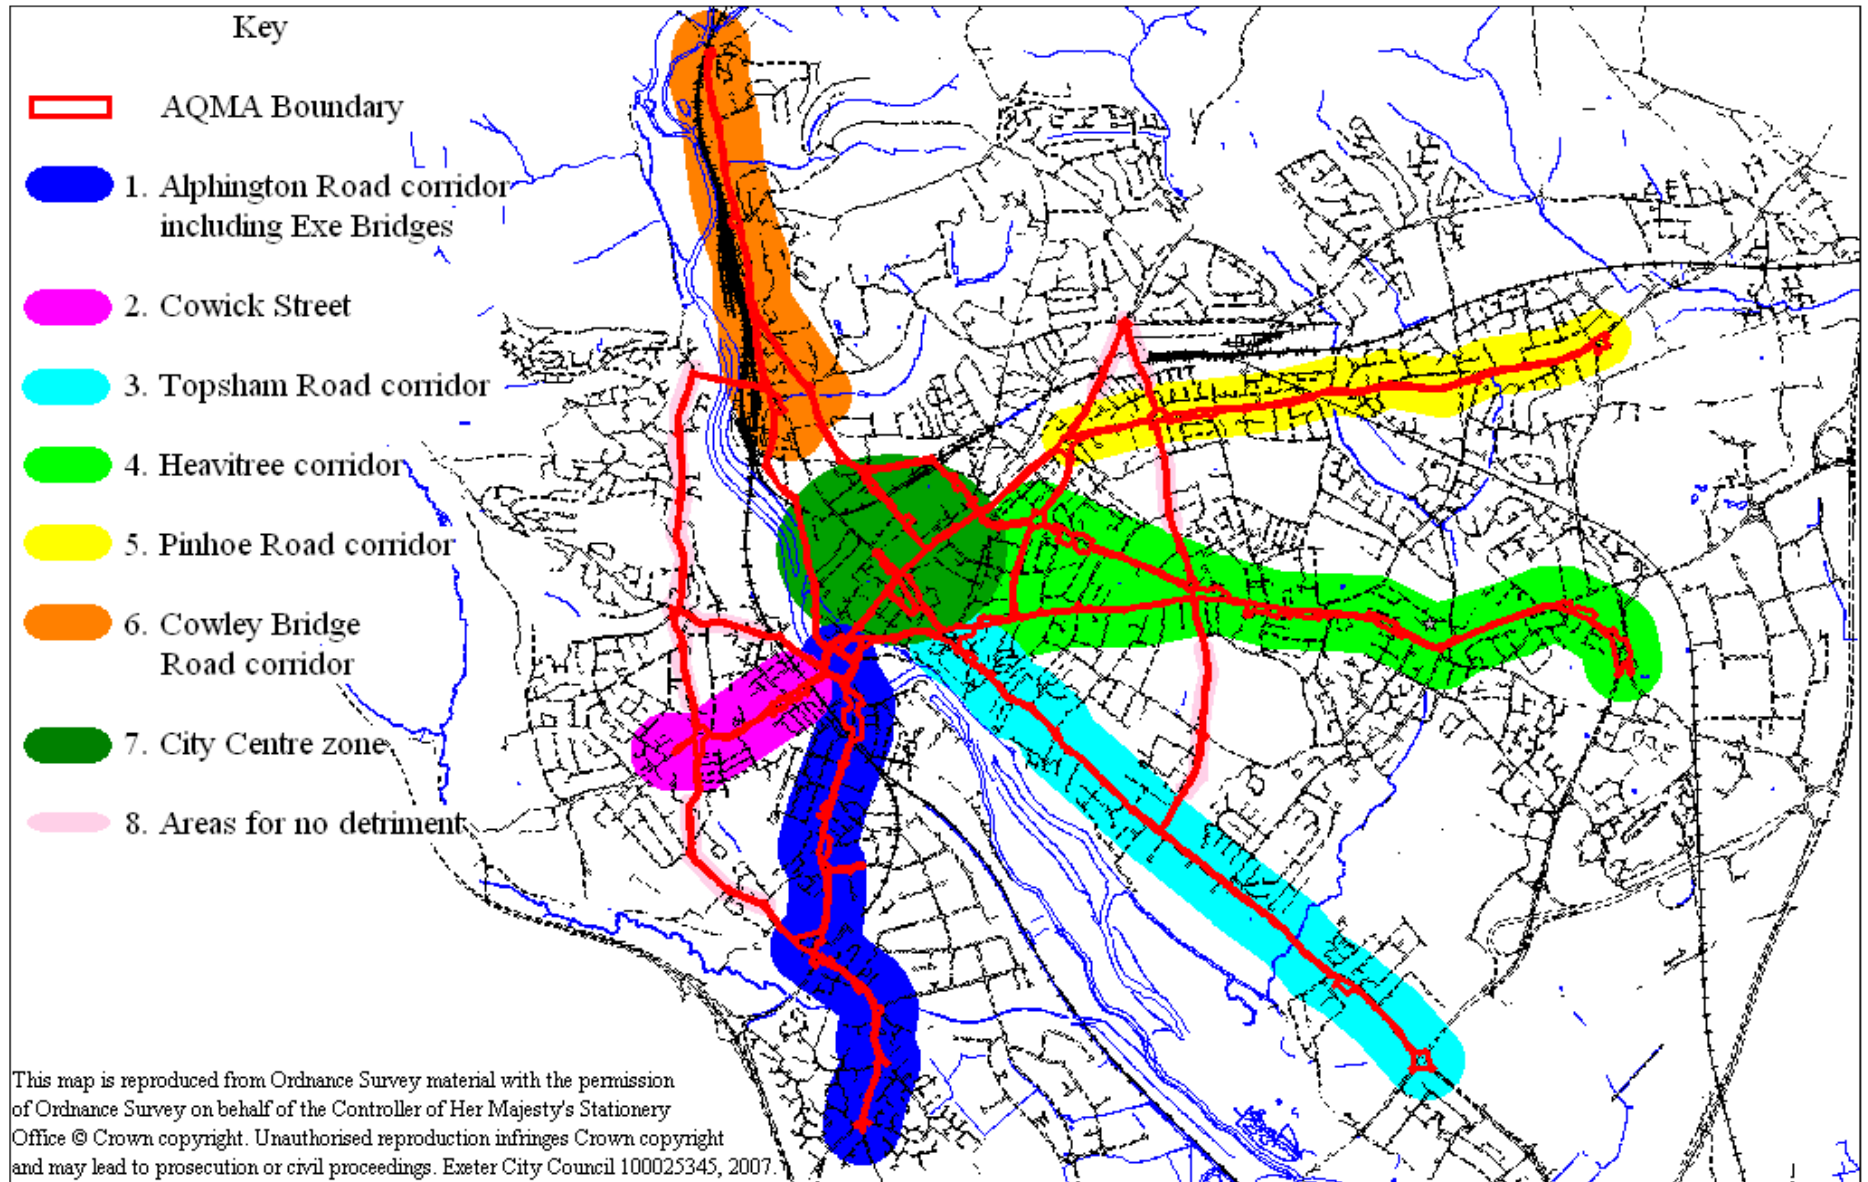 Key
AQMA Boundary
1. Alphington Road corridor
including Exe Bridges
2. Cowick Street
3. Topsham Road corridor
4. Heavitree corridor
5. Pinhoe Road corridor
6. Cowley Bridge
Road corridor
7. City Centre zone
8. Areas for no detriment
This map is reproduced from Ordnance Survey material with the permission
of Ordnance Survey on behalf of the Controller of Her Majesty's Stationery
Office © Crown copyright. Unauthorised reproduction infringes Crown copyright
and may lead to prosecution or civil proceedings. Exeter City Council 100025345, 2007.